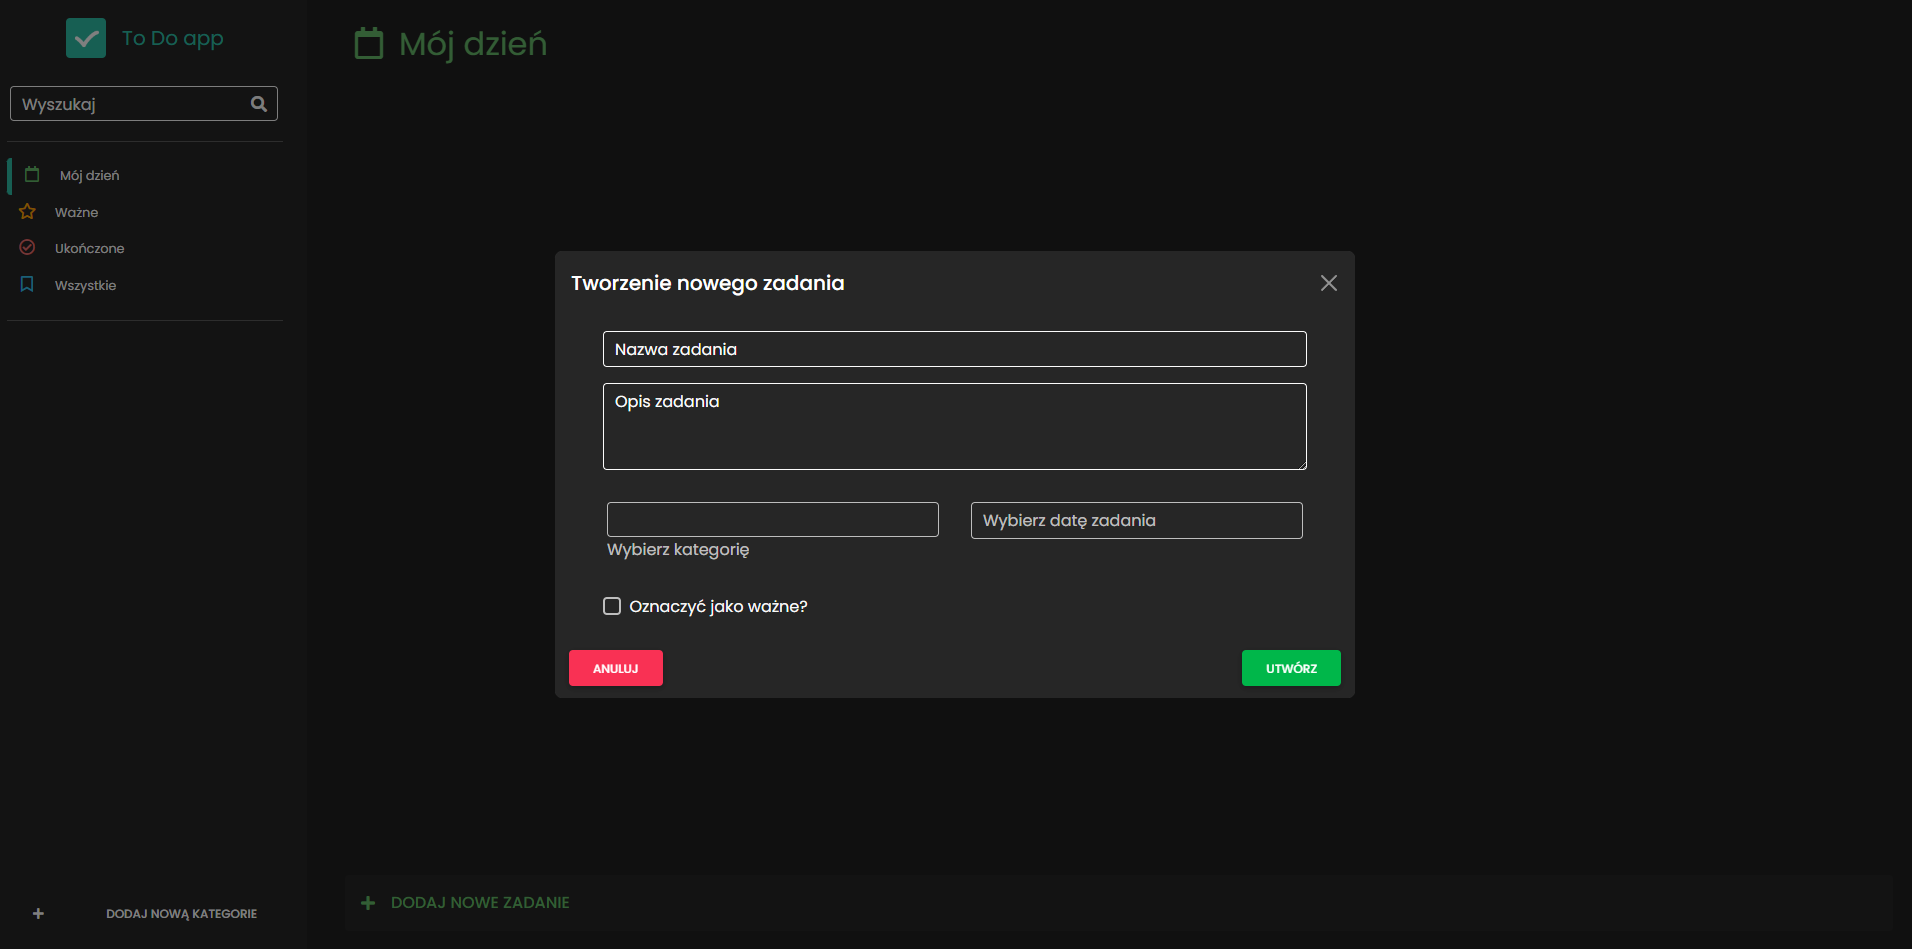 To Do app
Wyszukaj
Mój dzień
Ważne
Ukończone
Wszystkie
DODAJ NOWĄ KATEGORIE
Mój dzień
Tworzenie nowego zadania
Nazwa zadania
Opis zadania
Wybierz kategorię
Wybierz datę zadania
Oznaczyć jako ważne?
ANULUJ
UTWÓRZ
DODAJ NOWE ZADANIE